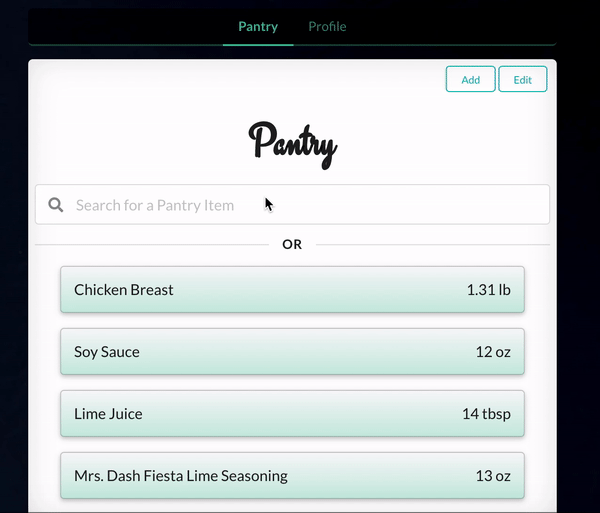 Pantry Profile
Add Edit
Pantry
Search for a Pantry Item
OR
Chicken Breast 1.31 lb
Soy Sauce 12 oz
Lime Juice 14 tbsp
Mrs. Dash Fiesta Lime Seasoning 13 oz